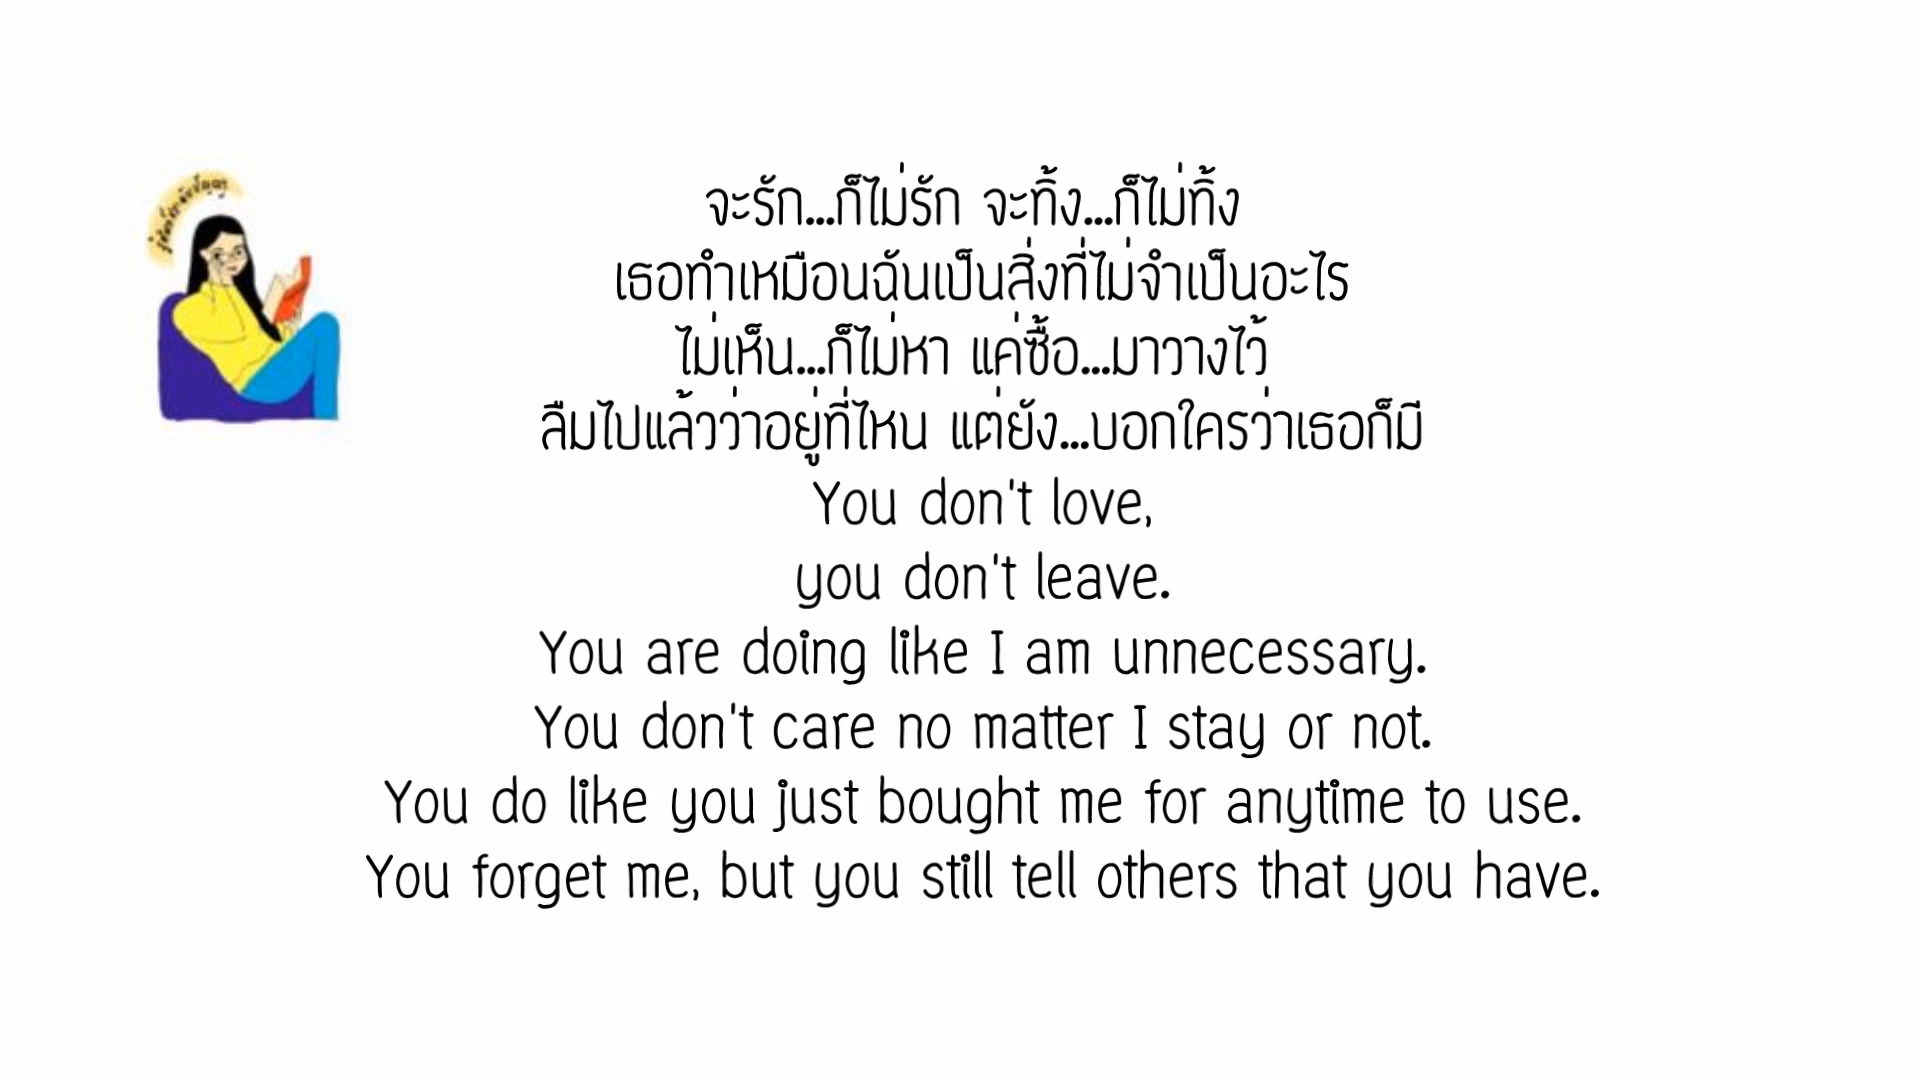 จะรัก...ก็ไม่รัก จะทิ้ง...ก็ไม่ทิ้ง
เธอทำเหมือนฉันเป็นสิ่งที่ไม่จำเป็นอะไร
ไม่เห็น...ก็ไม่หา แค่ซื้อ...มาวางไว้
ลืมไปแล้วว่าอยู่ที่ไหน แต่ยัง...บอกใครว่าเธอก็มี
You don't love,
you don't leave.
You are doing like I am unnecessary.
You don't care no matter I stay or not.
You do like you just bought me for anytime to use.
You forget me, but you still tell others that you have.